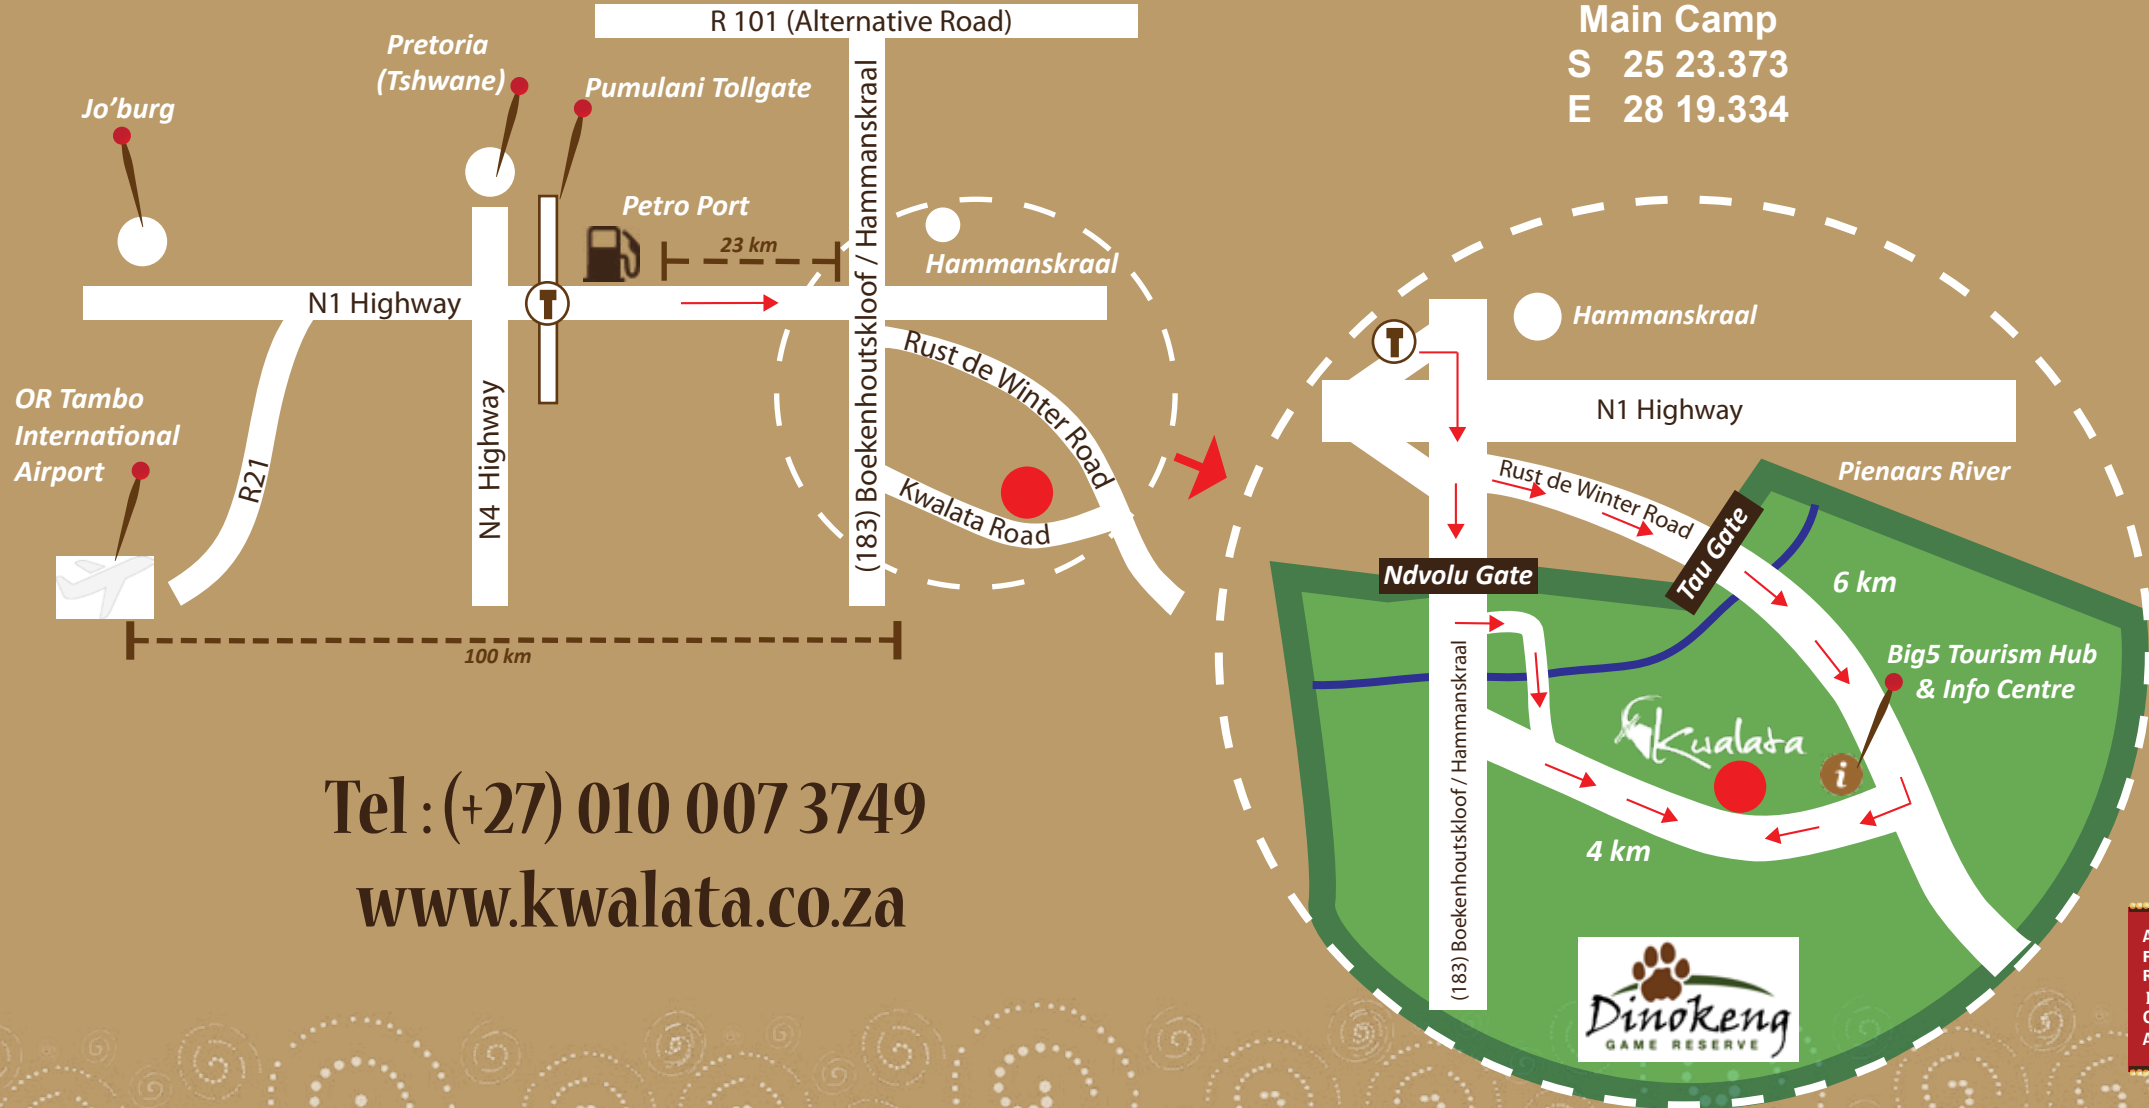 R 101 (Alternative Road)
Main Camp
S 25 23.373
E 28 19.334
Pretoria
(Tshwane)
Pumulani Tollgate
Jo'burg
Petro Port
23 km
(183) Boekenhoutskloof / Hammanskraal
Hammanskraal
N1 Highway
T
Rust de Winter Road
Kwalata Road
OR Tambo
International
Airport
R21
N4 Highway
100 km
Hammanskraal
T
N1 Highway
Rust de Winter Road
Pienaars River
Tau Gate
Ndvolu Gate
6 km
Big5 Tourism Hub
& Info Centre
(183) Boekenhoutskloof / Hammanskraal
Kwalata
i
4 km
Tel : (+27) 010 007 3749
www.kwalata.co.za
Dinokeng
GAME RESERVE
A
F
R
I
C
A